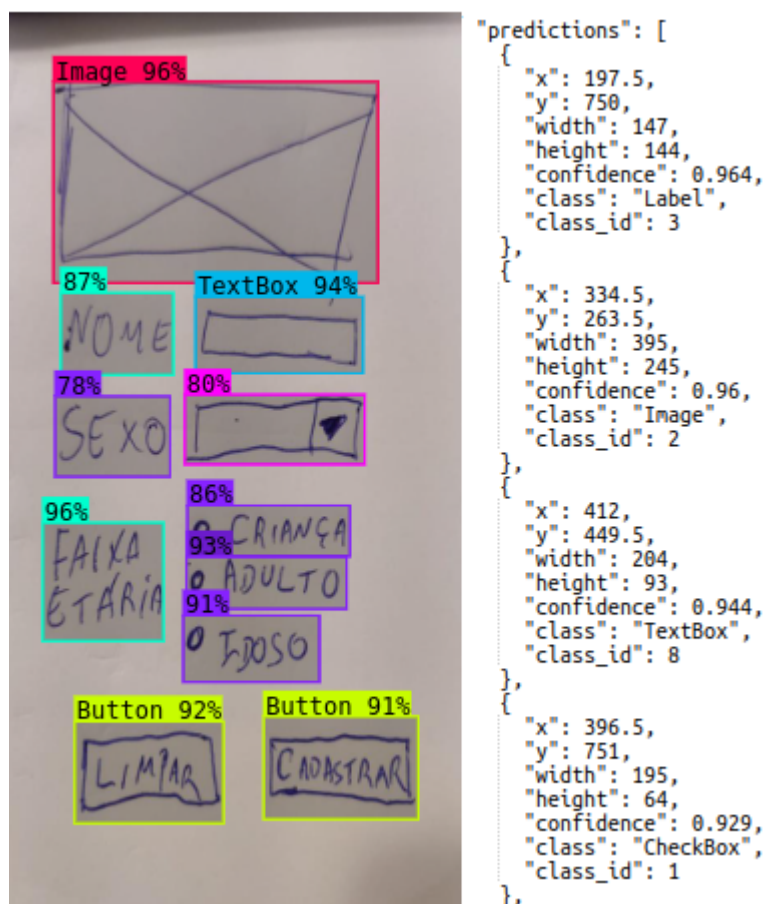 Image 96%
87%
TextBox 94%
NOME
78%
80%
SEXO
96%
FAIXA
ETÁRIA
86%
CRIANÇA
93%
ADULTO
91%
IDOSO
Button 92%
Button 91%
LIMPAR
CADASTRAR
"predictions": [
{
"x": 197.5,
"y": 750,
"width": 147,
"height": 144,
"confidence": 0.964,
"class": "Label",
"class_id": 3
},
{
"x": 334.5,
"y": 263.5,
"width": 395,
"height": 245,
"confidence": 0.96,
"class": "Image",
"class_id": 2
},
{
"x": 412,
"y": 449.5,
"width": 204,
"height": 93,
"confidence": 0.944,
"class": "TextBox",
"class_id": 8
},
{
"x": 396.5,
"y": 751,
"width": 195,
"height": 64,
"confidence": 0.929,
"class": "CheckBox",
"class_id": 1
},